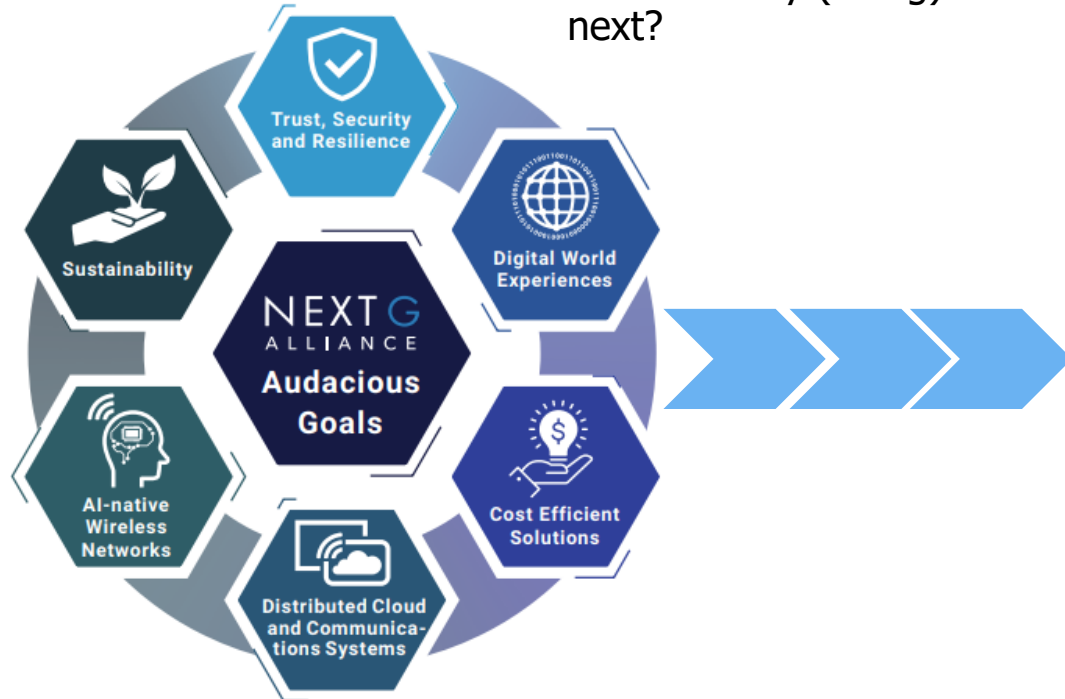 next?
Trust, Security
and Resilience
Digital World
Experiences
Sustainability
NEXT G
ALLIANCE
Audacious
Goals
AI-native
Wireless
Networks
Cost Efficient
Solutions
$
Distributed Cloud
and Communica-
tions Systems